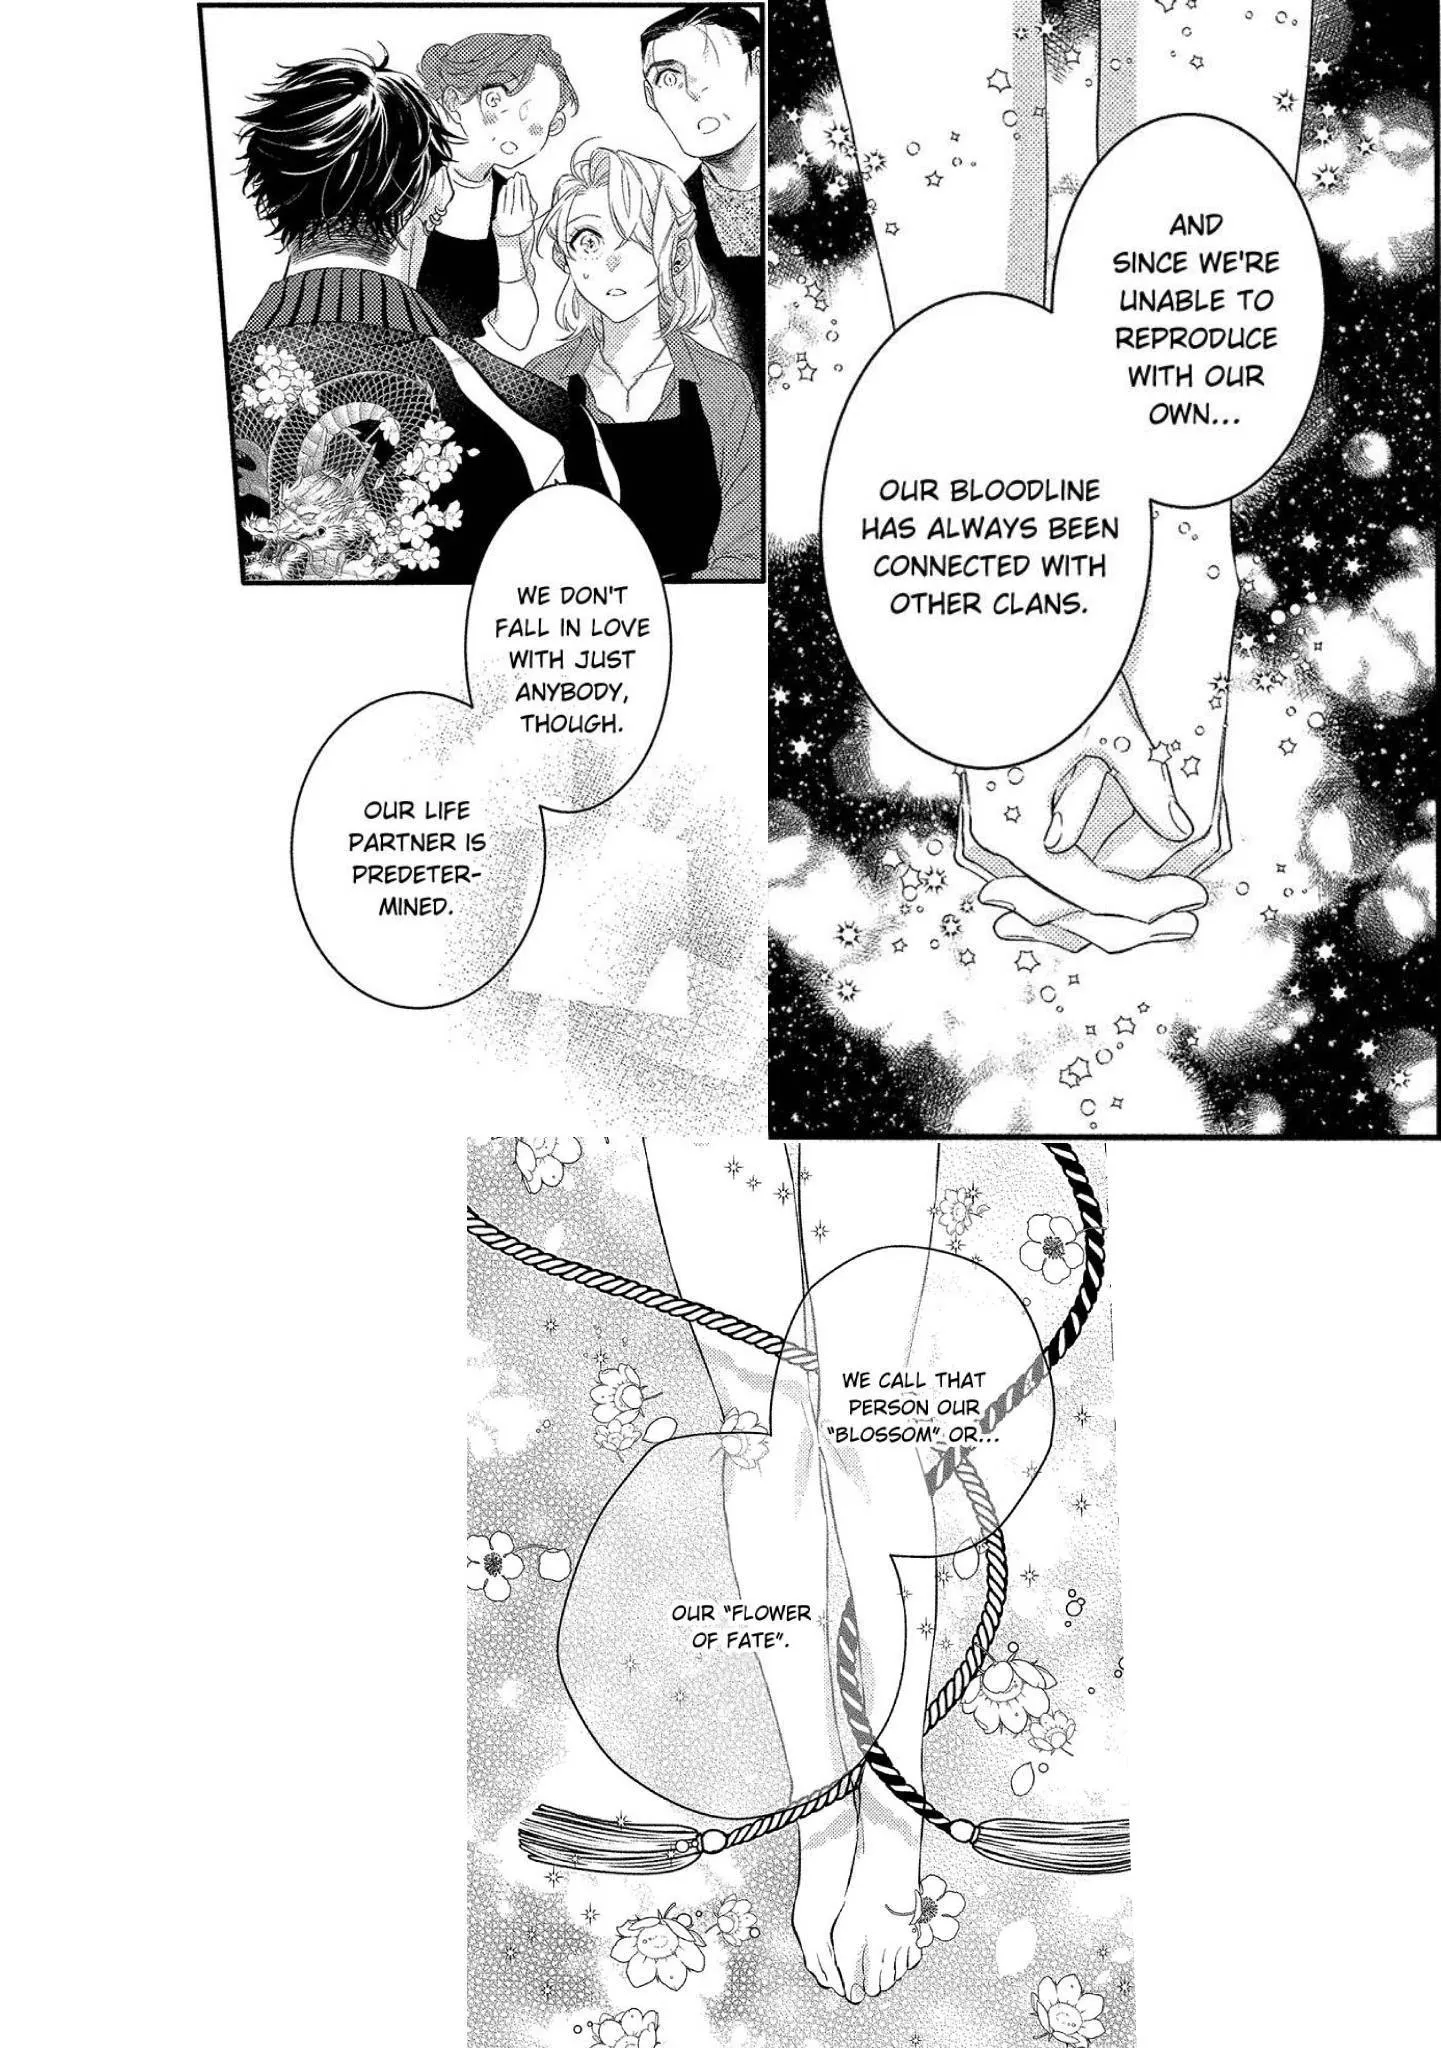 AND
SINCE WE'RE
UNABLE TO
REPRODUCE
WITH OUR
OWN...
OUR BLOODLINE
HAS ALWAYS BEEN
CONNECTED WITH
OTHER CLANS.
WE DON'T
FALL IN LOVE
WITH JUST
ANYBODY,
THOUGH.
OUR LIFE
PARTNER IS
PREDETER-
MINED.
WE CALL THAT
PERSON OUR
"BLOSSOM" OR...
OUR "FLOWER
OF FATE".